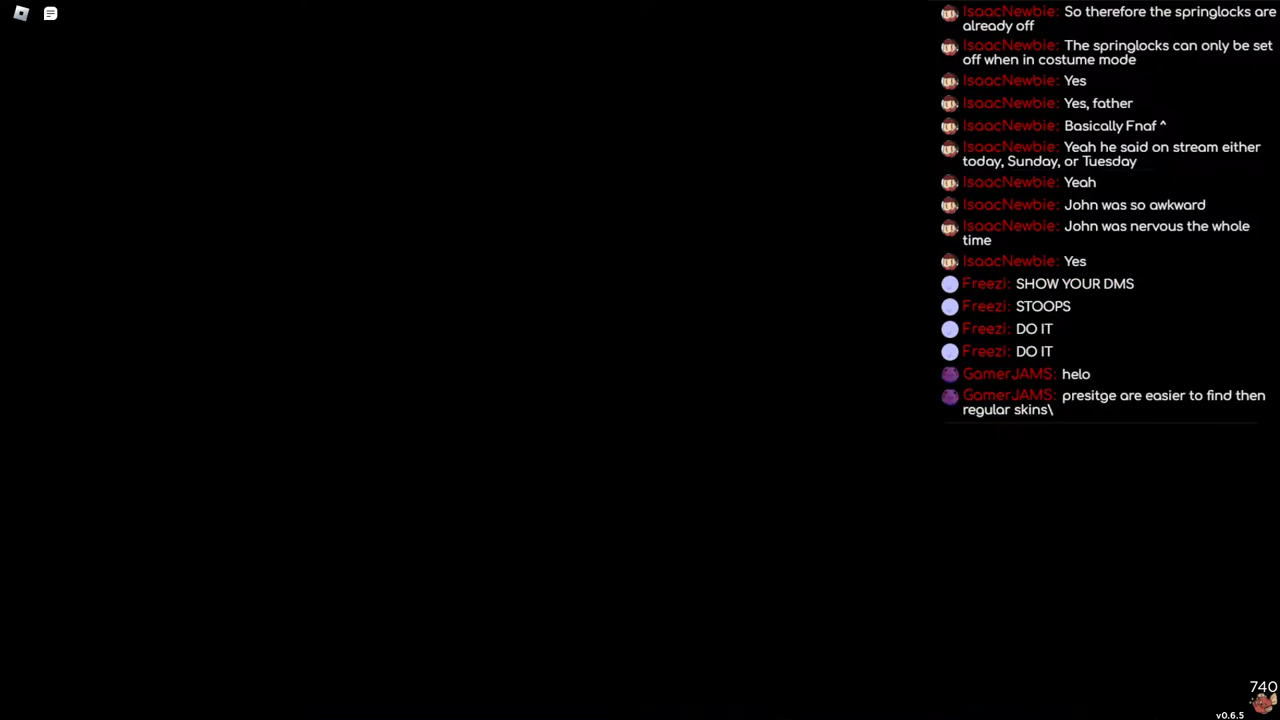 IsaacNewbie: So therefore the springlocks are
already off
IsaacNewbie: The springlocks can only be set
off when in costume mode
IsaacNewbie: Yes
IsaacNewbie: Yes, father
IsaacNewbie: Basically Fnaf ^
IsaacNewbie: Yeah he said on stream either
today, Sunday, or Tuesday
IsaacNewbie: Yeah
IsaacNewbie: John was so awkward
IsaacNewbie: John was nervous the whole
time
IsaacNewbie: Yes
Freezi: SHOW YOUR DMS
Freezi: STOOPS
Freezi: DO IT
Freezi: DO IT
GamerJAMS: helo
GamerJAMS: presitge are easier to find then
regular skins\
740
v0.6.5